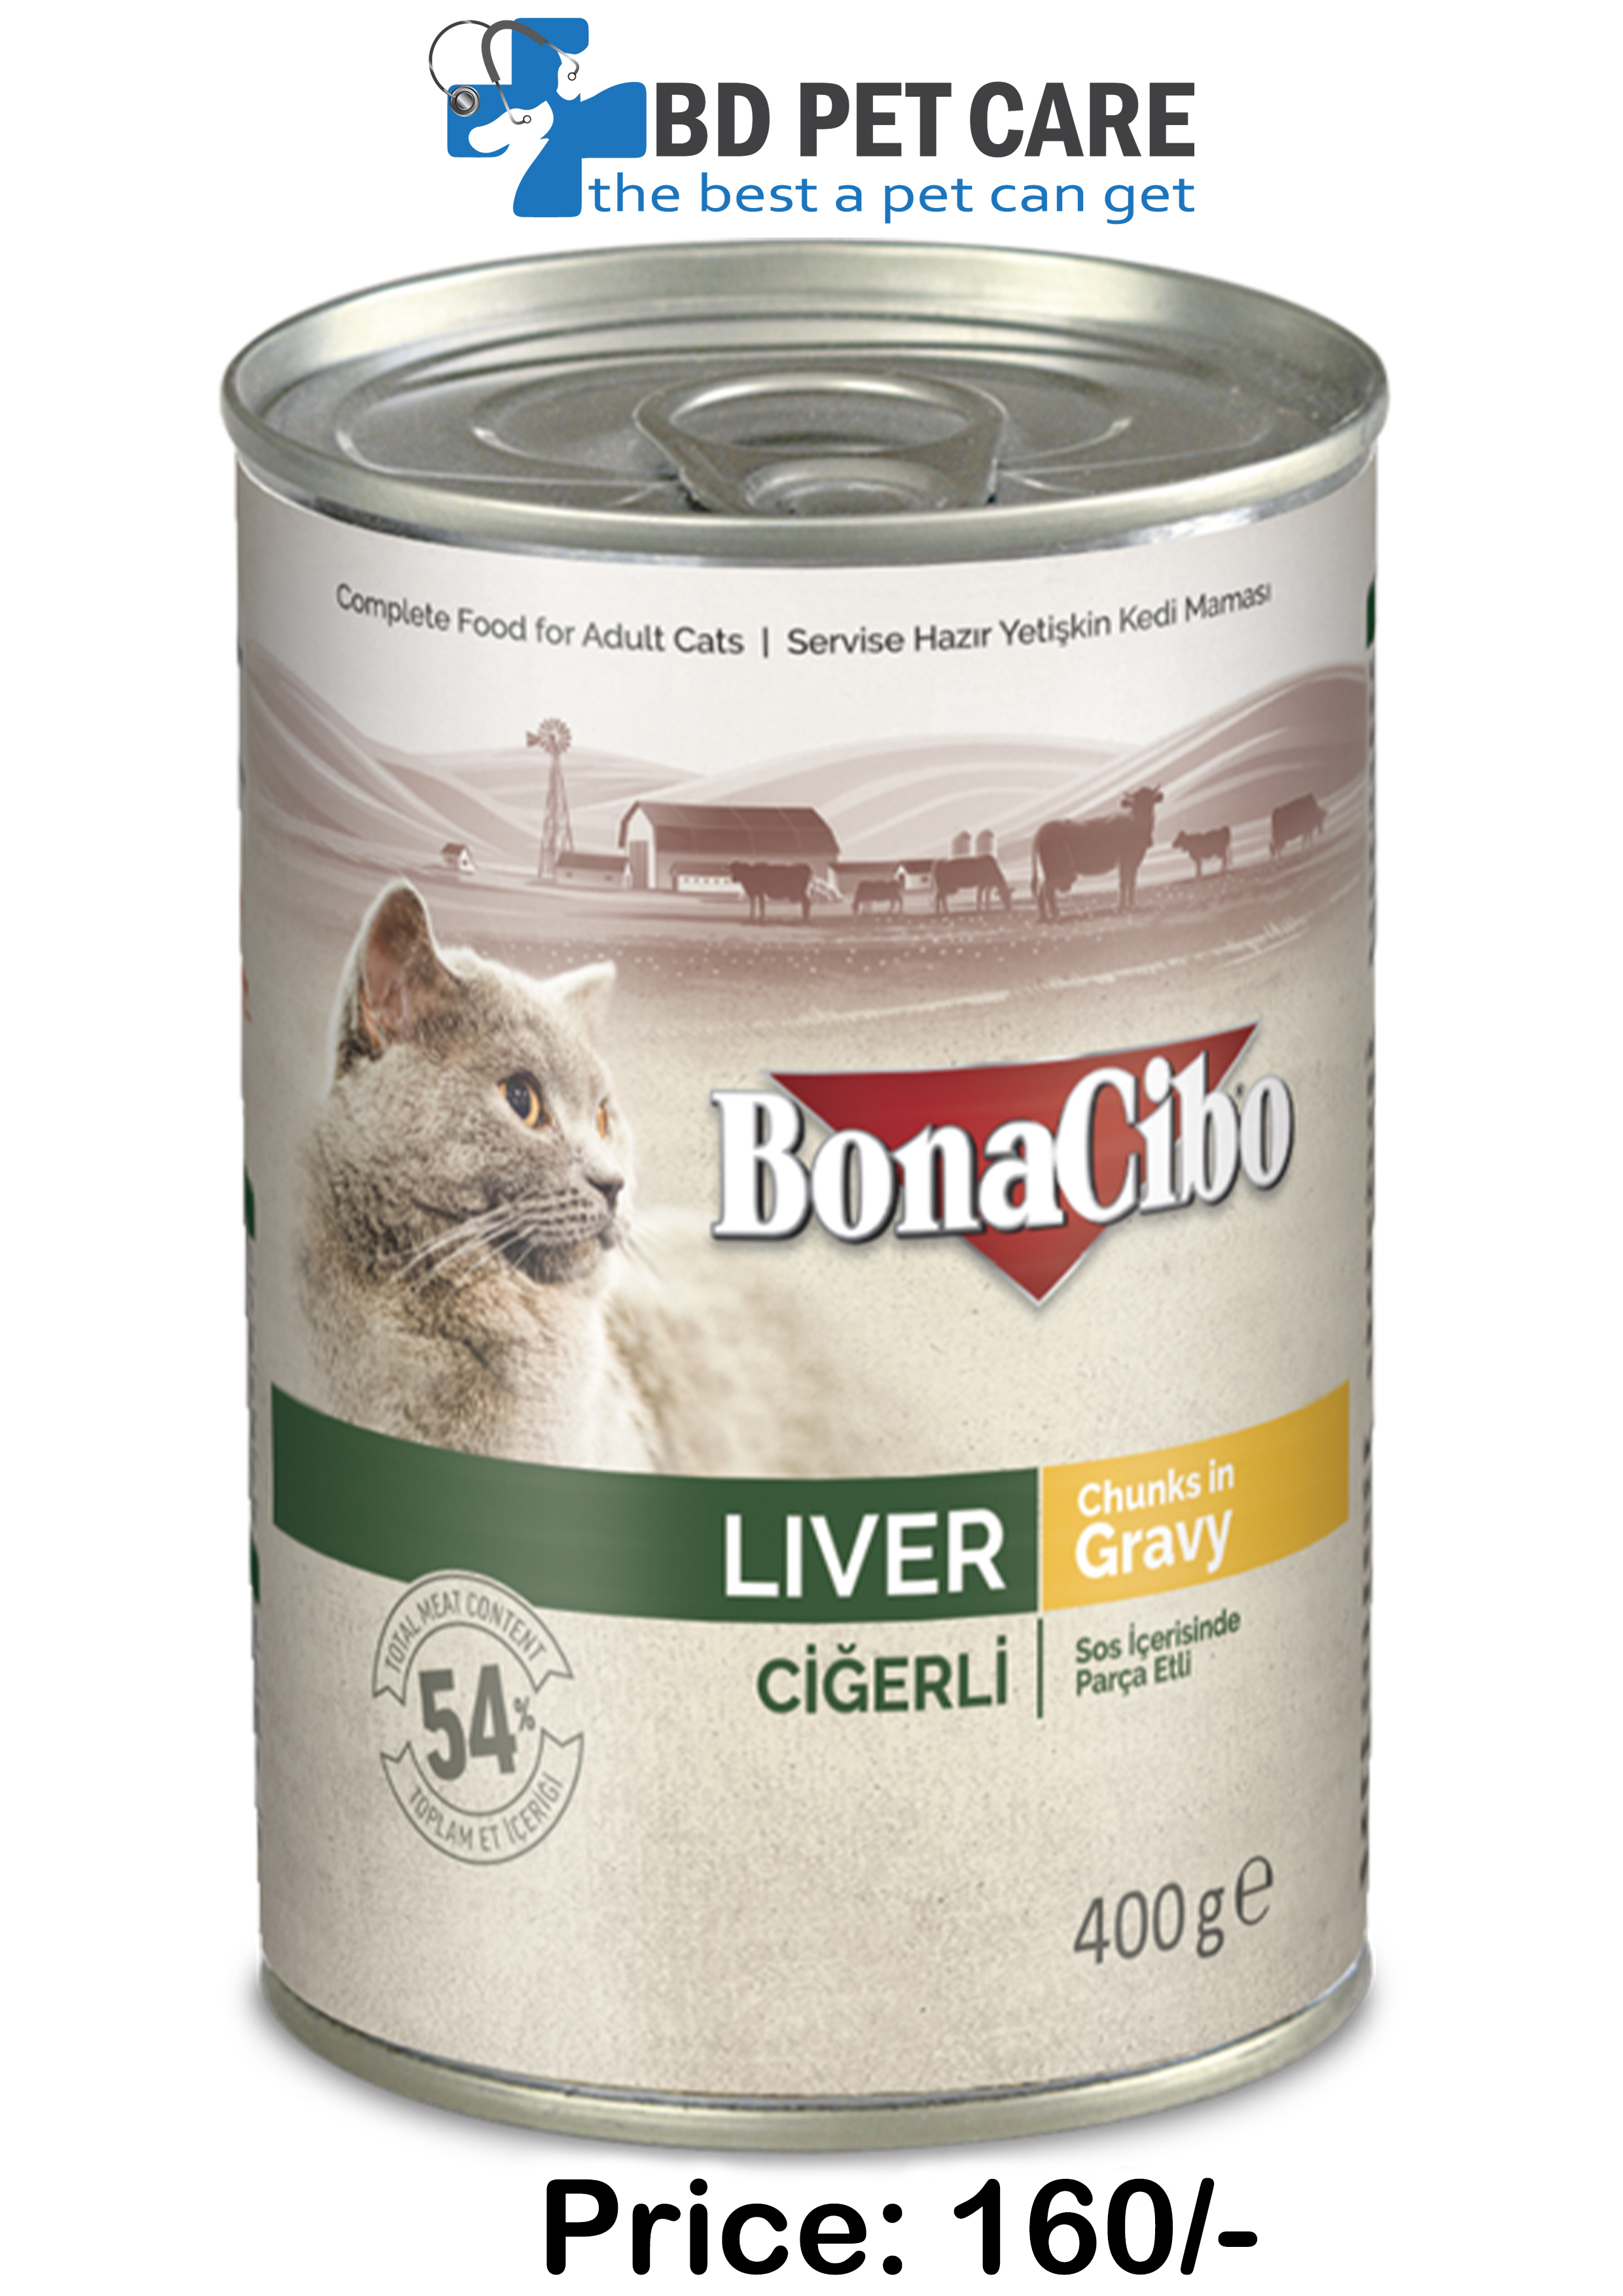 BD PET CARE
the best a pet can get
Complete Food for Adult Cats | Servise Hazır Yetişkin Kedi Maması
BonaCibo
LIVER
Chunks in
Gravy
CİĞERLİ
Sos İçerisinde
Parça Etli
TOTAL MEAT CONTENT
54%
TOPLAM ET İÇERİĞİ
400g e
Price: 160/-